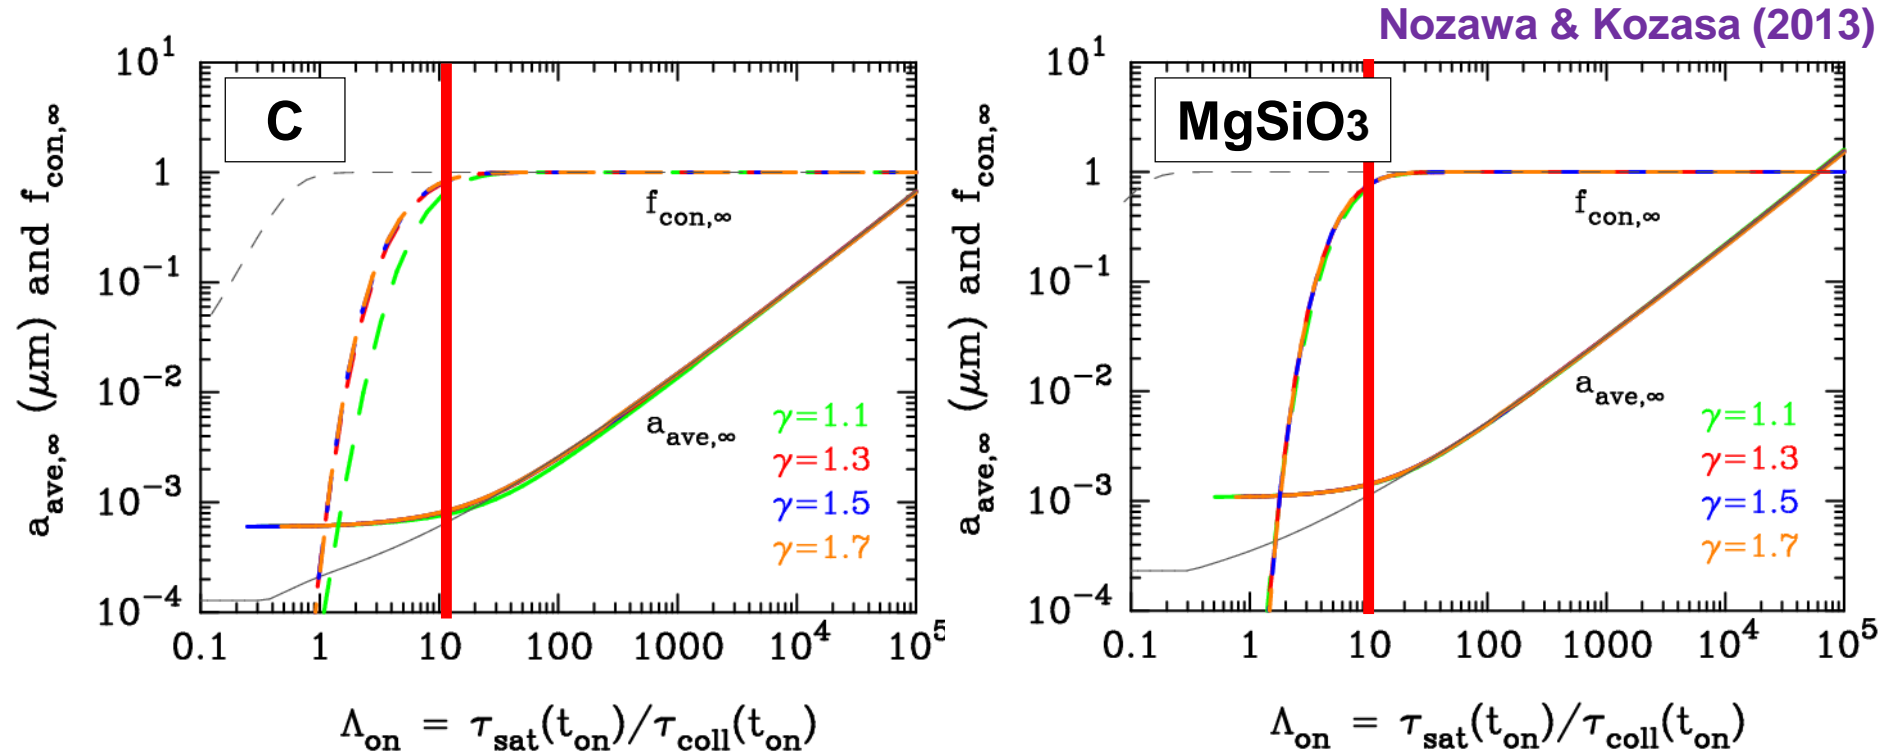 Nozawa & Kozasa (2013)
C
a_ave,∞ (μm) and f_con,∞
10^1
1
10^-1
10^-2
10^-3
10^-4
f_con,∞
a_ave,∞
γ=1.1
γ=1.3
γ=1.5
γ=1.7
0.1 1 10 100 1000 10^4 10^5
Λ_on = τ_sat(t_on)/τ_coll(t_on)
MgSiO3
a_ave,∞ (μm) and f_con,∞
10^1
1
10^-1
10^-2
10^-3
10^-4
f_con,∞
a_ave,∞
γ=1.1
γ=1.3
γ=1.5
γ=1.7
0.1 1 10 100 1000 10^4 10^5
Λ_on = τ_sat(t_on)/τ_coll(t_on)